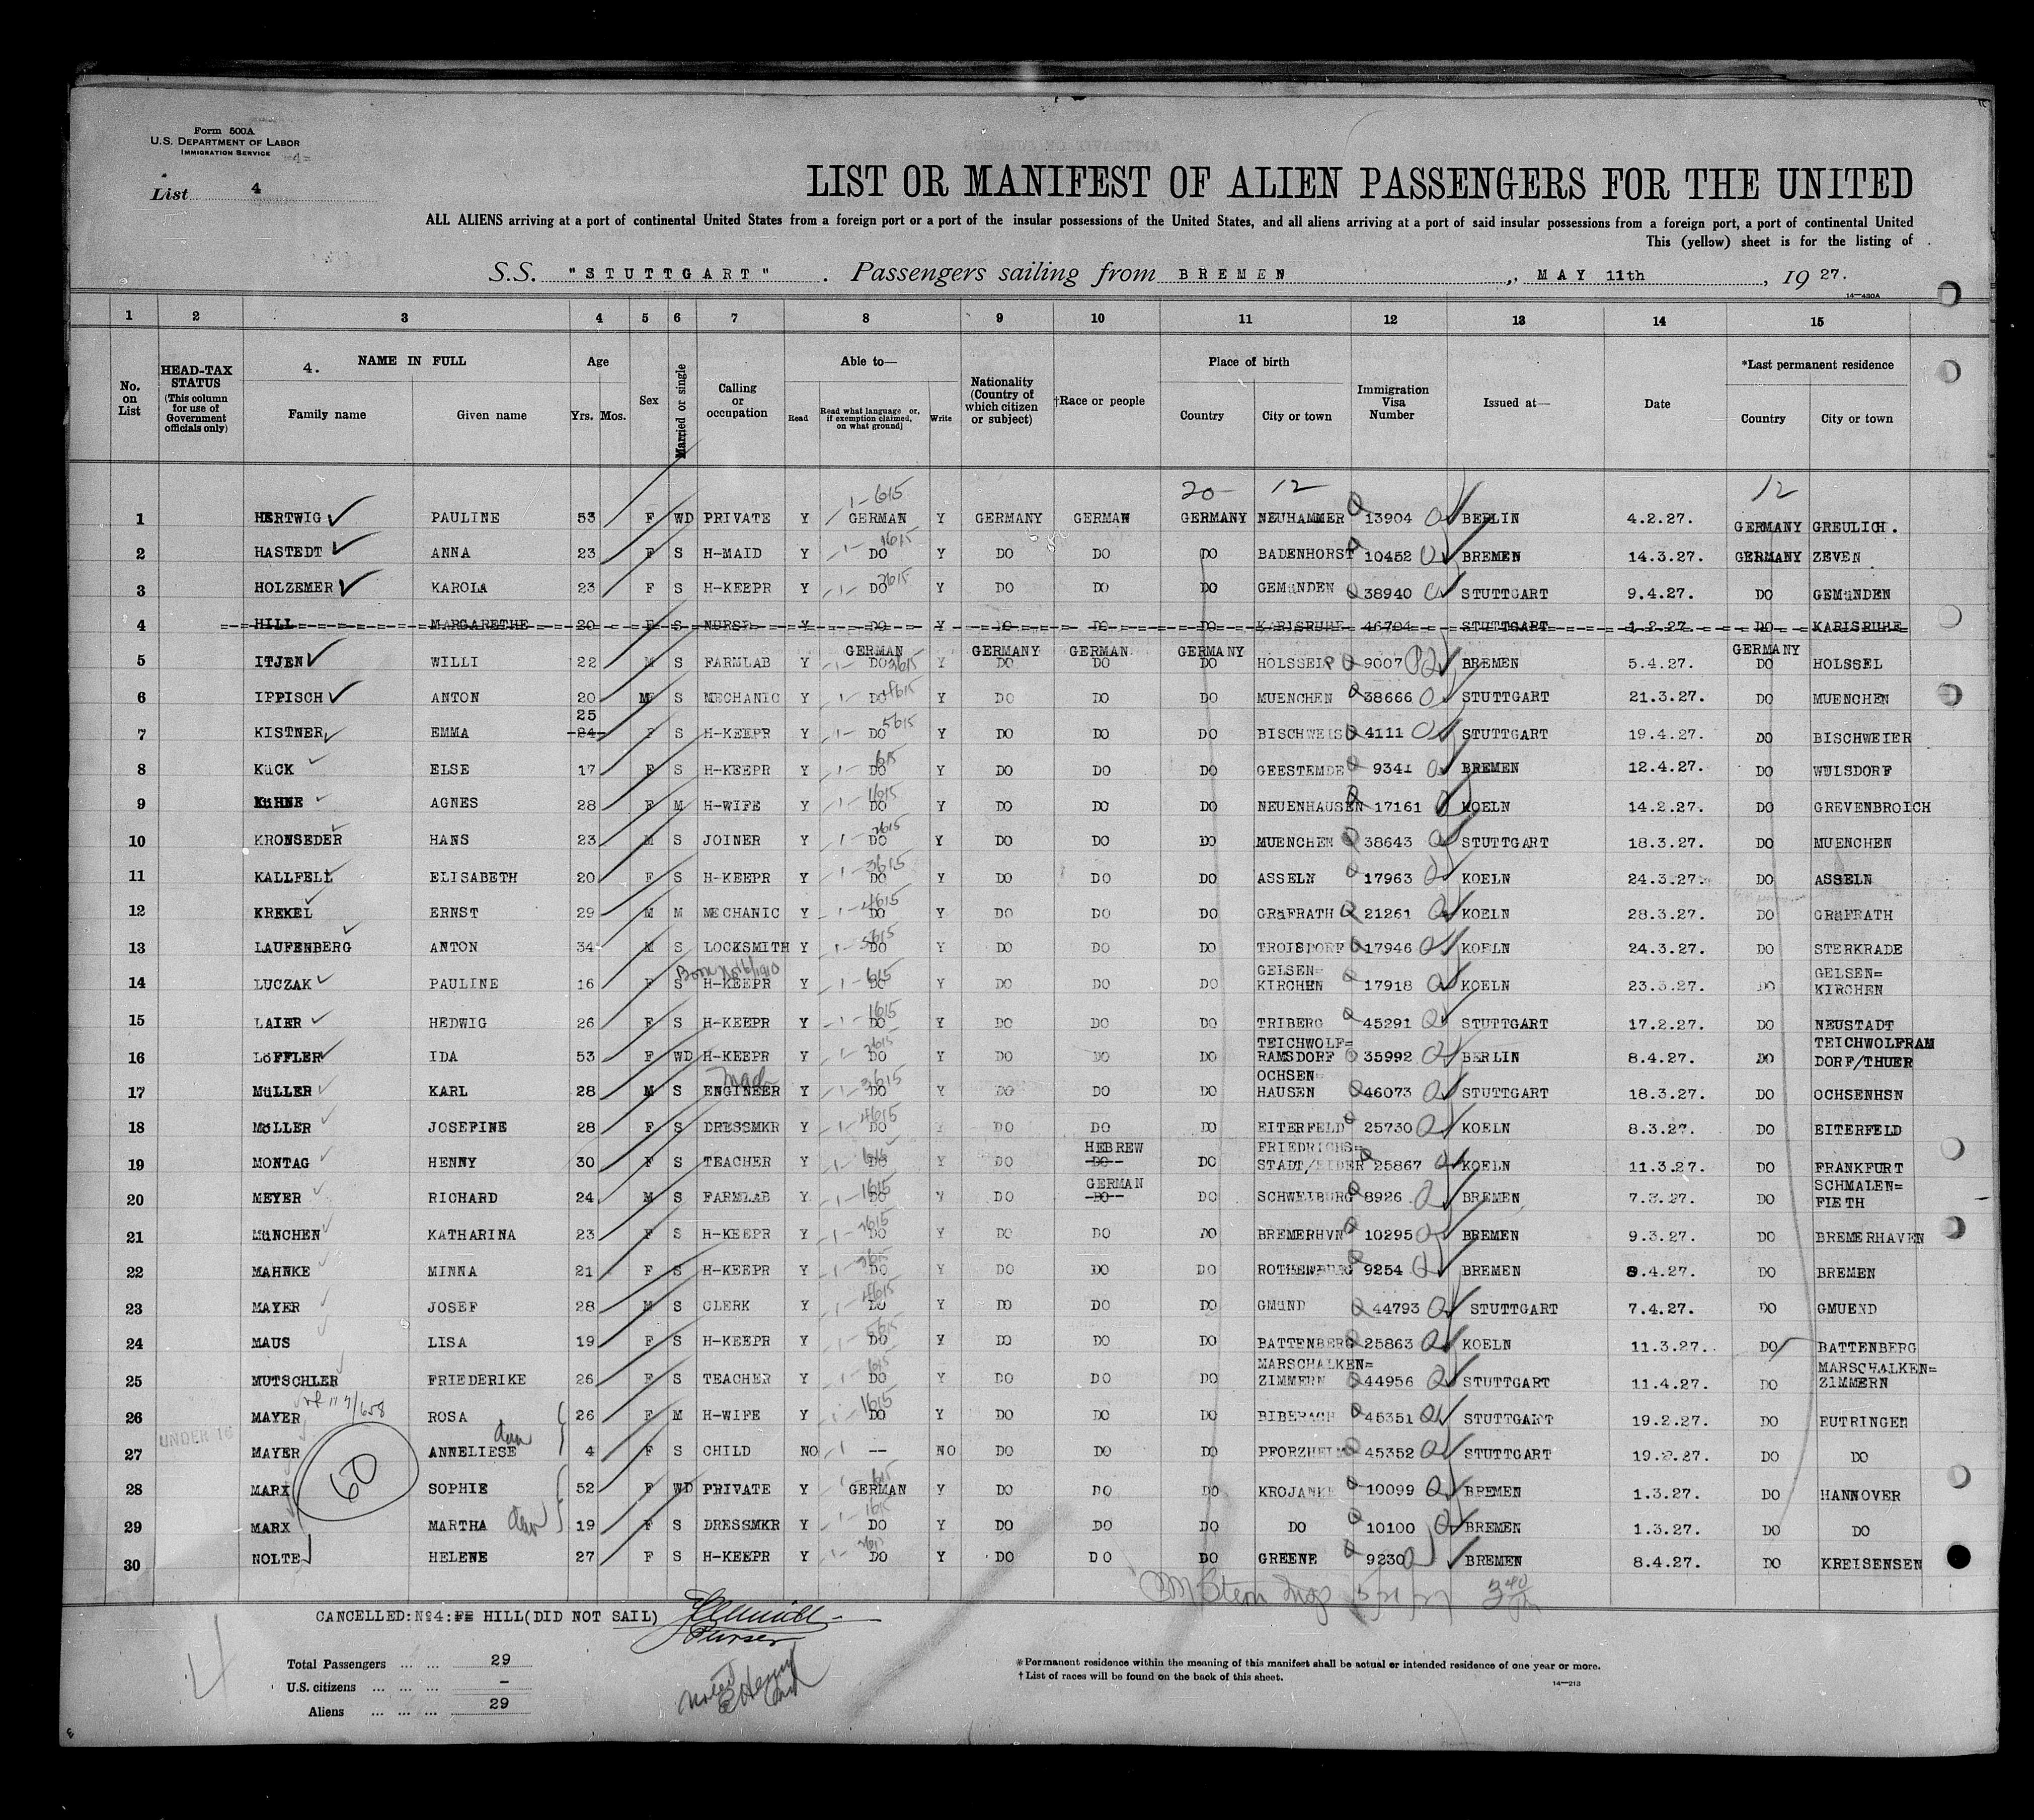 Form 500A
U.S. DEPARTMENT OF LABOR
IMMIGRATION SERVICE
List 4
LIST OR MANIFEST OF ALIEN PASSENGERS FOR THE UNITED
ALL ALIENS arriving at a port of continental United States from a foreign port or a port of the insular possessions of the United States, and all aliens arriving at a port of said insular possessions from a foreign port, a port of continental United
This (yellow) sheet is for the listing of
S.S. "STUTTGART". Passengers sailing from BREMEN, MAY 11th, 19 27.
14—430A
1 2 3 4 5 6 7 8 9 10 11 12 13 14 15
No. on List
HEAD-TAX STATUS (This column for use of Government officials only)
4. NAME IN FULL
Family name Given name
Age Yrs. Mos.
Sex
Married or single
Calling or occupation
Able to—
Read Read what language or, if exemption claimed, on what ground] Write
Nationality (Country of which citizen or subject)
†Race or people
Place of birth
Country City or town
Immigration Visa Number
Issued at—
Date
*Last permanent residence
Country City or town
1-615 20- 12 12
1 HERTWIG PAULINE 53 F WD PRIVATE Y GERMAN Y GERMANY GERMAN GERMANY NEUHAMMER 13904 BERLIN 4.2.27. GERMANY GREULICH.
2 HASTEDT ANNA 23 F S H-MAID Y DO Y DO DO DO BADENHORST 10452 BREMEN 14.3.27. GERMANY ZEVEN
3 HOLZEMER KAROLA 23 F S H-KEEPR Y DO Y DO DO DO GEMüNDEN 38940 STUTTGART 9.4.27. DO GEMüNDEN
4 HILL MARGARETHE 20 F S NURSE Y DO Y DO DO DO KARLSRUHE 46704 STUTTGART 1.2.27. DO KARLSRUHE
GERMAN GERMANY GERMAN GERMANY GERMANY
5 ITJEN WILLI 22 M S FARMLAB Y DO Y DO DO DO HOLSSEL 9007 BREMEN 5.4.27. DO HOLSSEL
6 IPPISCH ANTON 20 M S MECHANIC Y DO Y DO DO DO MUENCHEN 38666 STUTTGART 21.3.27. DO MUENCHEN
25
7 KISTNER EMMA 24 F S H-KEEPR Y DO Y DO DO DO BISCHWEIS 4111 STUTTGART 19.4.27. DO BISCHWEIER
8 KüCK ELSE 17 F S H-KEEPR Y DO Y DO DO DO GEESTEMDE 9341 BREMEN 12.4.27. DO WULSDORF
9 KüHNE AGNES 28 F M H-WIFE Y DO Y DO DO DO NEUENHAUSEN 17161 KOELN 14.2.27. DO GREVENBROICH
10 KRONSEDER HANS 23 M S JOINER Y DO Y DO DO DO MUENCHEN 38643 STUTTGART 18.3.27. DO MUENCHEN
11 KALLFELL ELISABETH 20 F S H-KEEPR Y DO Y DO DO DO ASSELN 17963 KOELN 24.3.27. DO ASSELN
12 KREKEL ERNST 29 M M MECHANIC Y DO Y DO DO DO GRäFRATH 21261 KOELN 28.3.27. DO GRäFRATH
13 LAUFENBERG ANTON 34 M S LOCKSMITH Y DO Y DO DO DO TROISDORF 17946 KOELN 24.3.27. DO STERKRADE
GELSEN= GELSEN=
14 LUCZAK PAULINE 16 F S H-KEEPR Y DO Y DO DO DO KIRCHEN 17918 KOELN 23.3.27. DO KIRCHEN
15 LAIER HEDWIG 26 F S H-KEEPR Y DO Y DO DO DO TRIBERG 45291 STUTTGART 17.2.27. DO NEUSTADT
TEICHWOLF= TEICHWOLFRAM
16 LöFFLER IDA 53 F WD H-KEEPR Y DO Y DO DO DO RAMSDORF 35992 BERLIN 8.4.27. DO DORF/THUER
OCHSEN=
17 MüLLER KARL 28 M S ENGINEER Y DO Y DO DO DO HAUSEN 46073 STUTTGART 18.3.27. DO OCHSENHSN
18 MöLLER JOSEFINE 28 F S DRESSMKR Y DO Y DO DO DO EITERFELD 25730 KOELN 8.3.27. DO EITERFELD
HEBREW FRIEDRICHS=
19 MONTAG HENNY 30 F S TEACHER Y DO Y DO DO DO STADT/EIDER 25867 KOELN 11.3.27. DO FRANKFURT
GERMAN SCHMALEN=
20 MEYER RICHARD 24 M S FARMLAB Y DO Y DO DO DO SCHWEIBURG 8926 BREMEN 7.3.27. DO FIETH
21 MüNCHEN KATHARINA 23 F S H-KEEPR Y DO Y DO DO DO BREMERHVN 10295 BREMEN 9.3.27. DO BREMERHAVEN
22 MAHNKE MINNA 21 F S H-KEEPR Y DO Y DO DO DO ROTHENBURG 9254 BREMEN 8.4.27. DO BREMEN
23 MAYER JOSEF 28 M S CLERK Y DO Y DO DO DO GMüND 44793 STUTTGART 7.4.27. DO GMUEND
24 MAUS LISA 19 F S H-KEEPR Y DO Y DO DO DO BATTENBERG 25863 KOELN 11.3.27. DO BATTENBERG
MARSCHALKEN= MARSCHALKEN=
25 MUTSCHLER FRIEDERIKE 26 F S TEACHER Y DO Y DO DO DO ZIMMERN 44956 STUTTGART 11.4.27. DO ZIMMERN
26 MAYER ROSA 26 F M H-WIFE Y DO Y DO DO DO BIBERACH 45351 STUTTGART 19.2.27. DO EUTRINGEN
UNDER 16
27 MAYER ANNELIESE 4 F S CHILD NO -- NO DO DO DO PFORZHEIM 45352 STUTTGART 19.2.27. DO DO
60
28 MARX SOPHIE 52 F WD PRIVATE Y GERMAN Y DO DO DO KROJANKE 10099 BREMEN 1.3.27. DO HANNOVER
29 MARX MARTHA 19 F S DRESSMKR Y DO Y DO DO DO DO 10100 BREMEN 1.3.27. DO DO
30 NOLTE HELENE 27 F S H-KEEPR Y DO Y DO DO DO GREENE 9230 BREMEN 8.4.27. DO KREISENSEN
CANCELLED: No4: HILL (DID NOT SAIL)
Purser
4
Total Passengers ... ... 29
U.S. citizens ... ... ... -
Aliens ... ... ... 29
*Permanent residence within the meaning of this manifest shall be actual or intended residence of one year or more.
†List of races will be found on the back of this sheet.
14—213